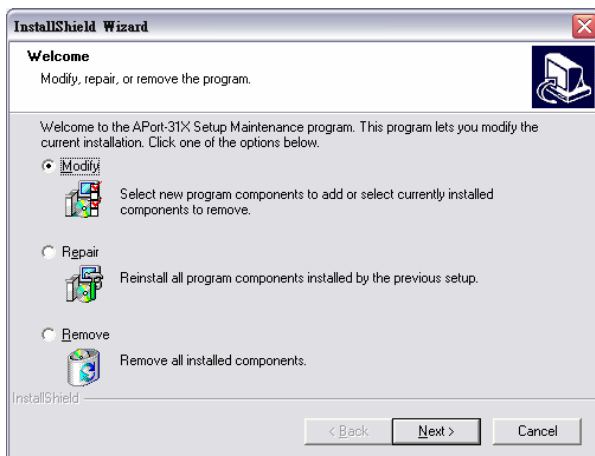 InstallShield Wizard
Welcome
Modify, repair, or remove the program.
Welcome to the APort-31X Setup Maintenance program. This program lets you modify the
current installation. Click one of the options below.
Modify
Select new program components to add or select currently installed
components to remove.
Repair
Reinstall all program components installed by the previous setup.
Remove
Remove all installed components.
InstallShield
< Back
Next >
Cancel